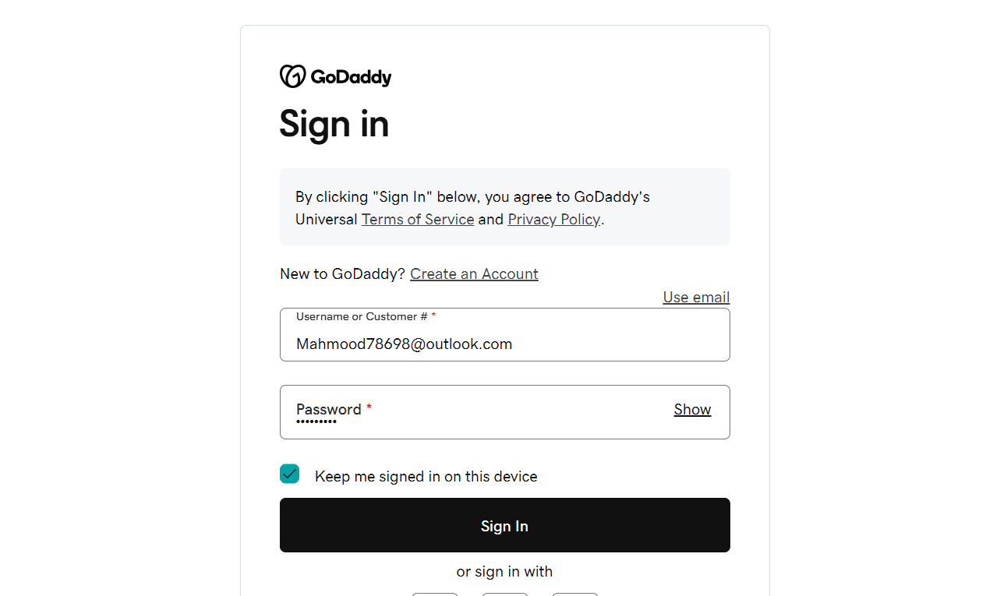 GoDaddy
Sign in
By clicking "Sign In" below, you agree to GoDaddy's
Universal Terms of Service and Privacy Policy.
New to GoDaddy? Create an Account
Use email
Username or Customer # *
Mahmood78698@outlook.com
Password *
Show
•••••••••
Keep me signed in on this device
Sign In
or sign in with